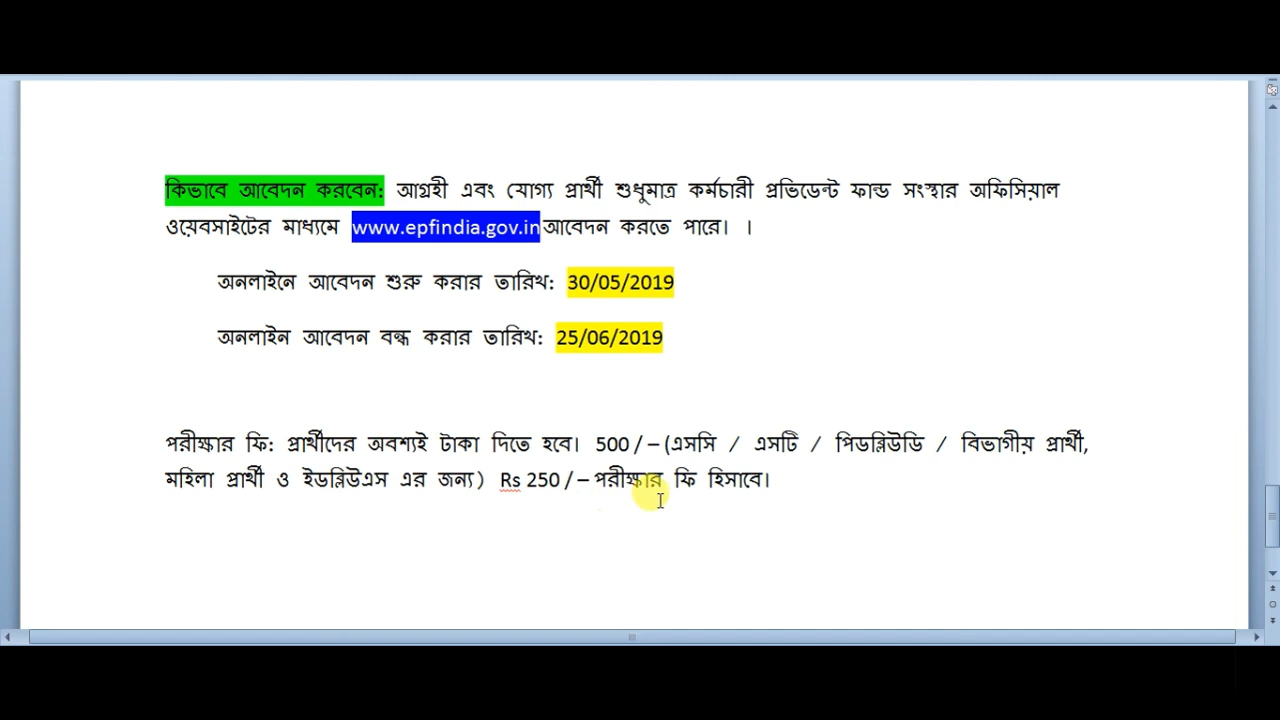 কিভাবে আবেদন করবেন: আগ্রহী এবং যোগ্য প্রার্থী শুধুমাত্র কর্মচারী প্রভিডেন্ট ফান্ড সংস্থার অফিসিয়াল
ওয়েবসাইটের মাধ্যমে www.epfindia.gov.in আবেদন করতে পারে। ।
অনলাইনে আবেদন শুরু করার তারিখ: 30/05/2019
অনলাইন আবেদন বন্ধ করার তারিখ: 25/06/2019
পরীক্ষার ফি: প্রার্থীদের অবশ্যই টাকা দিতে হবে। 500 / – (এসসি / এসটি / পিডব্লিউডি / বিভাগীয় প্রার্থী,
মহিলা প্রার্থী ও ইডব্লিউএস এর জন্য) Rs 250 / – পরীক্ষার ফি হিসাবে।